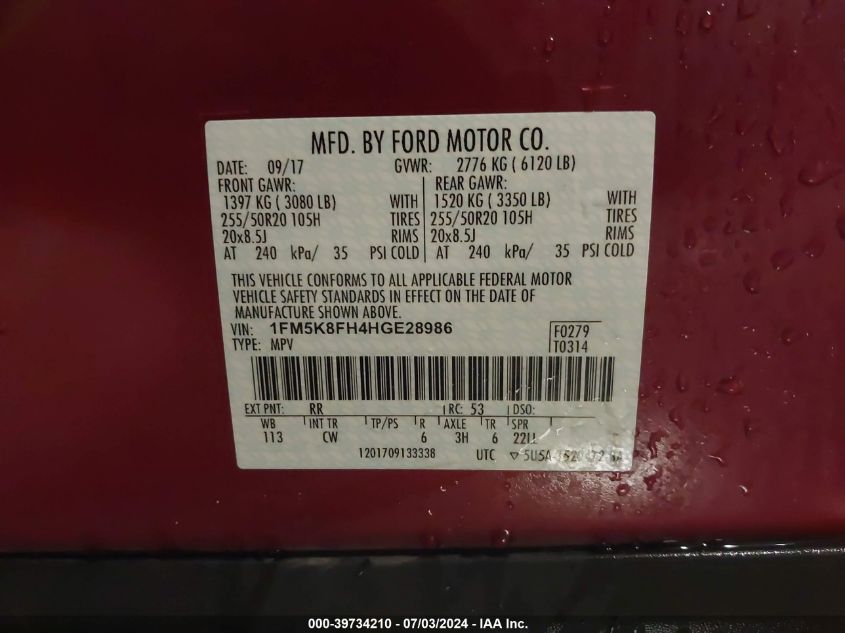 MFD. BY FORD MOTOR CO.
DATE: 09/17 GVWR: 2776 KG ( 6120 LB)
FRONT GAWR: REAR GAWR:
1397 KG ( 3080 LB) WITH 1520 KG ( 3350 LB) WITH
255/50R20 105H TIRES 255/50R20 105H TIRES
20x8.5J RIMS 20x8.5J RIMS
AT 240 kPa/ 35 PSI COLD AT 240 kPa/ 35 PSI COLD
THIS VEHICLE CONFORMS TO ALL APPLICABLE FEDERAL MOTOR
VEHICLE SAFETY STANDARDS IN EFFECT ON THE DATE OF
MANUFACTURE SHOWN ABOVE.
VIN: 1FM5K8FH4HGE28986 F0279
TYPE: MPV T0314
EXT PNT: RR RC: 53 DSO:
WB INT TR TP/PS R AXLE TR SPR
113 CW 6 3H 6 22LL
1201709133338 UTC
000-39734210 - 07/03/2024 - IAA Inc.